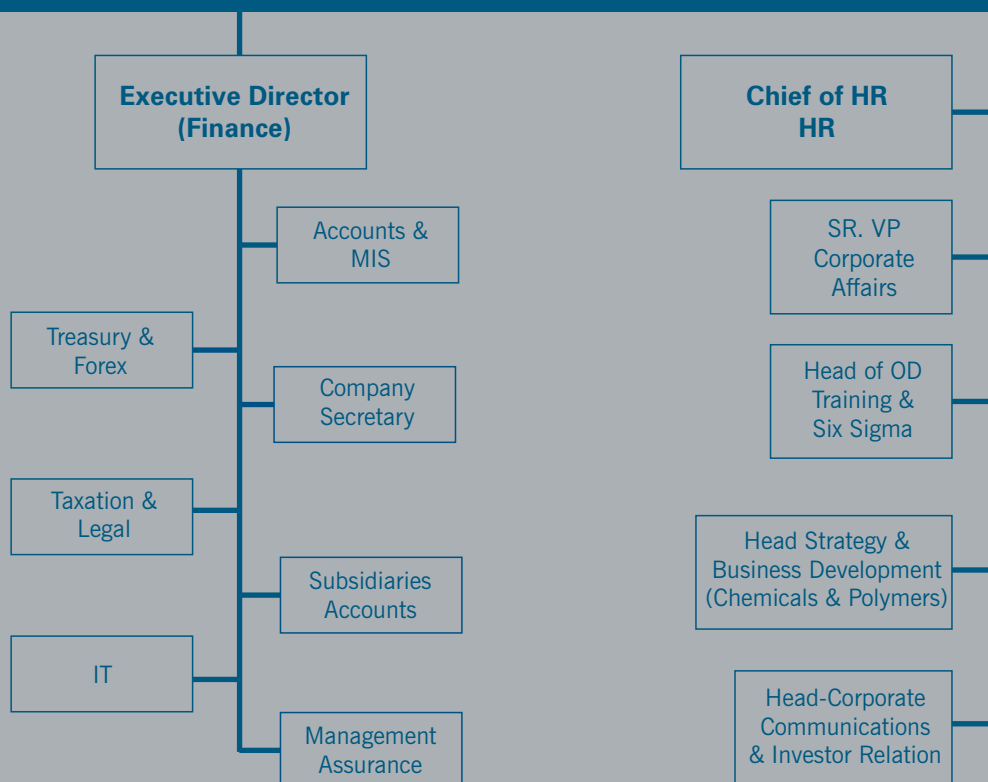 Executive Director
(Finance)
Accounts &
MIS
Treasury &
Forex
Company
Secretary
Taxation &
Legal
Subsidiaries
Accounts
IT
Management
Assurance
Chief of HR
HR
SR. VP
Corporate
Affairs
Head of OD
Training &
Six Sigma
Head Strategy &
Business Development
(Chemicals & Polymers)
Head-Corporate
Communications
& Investor Relation